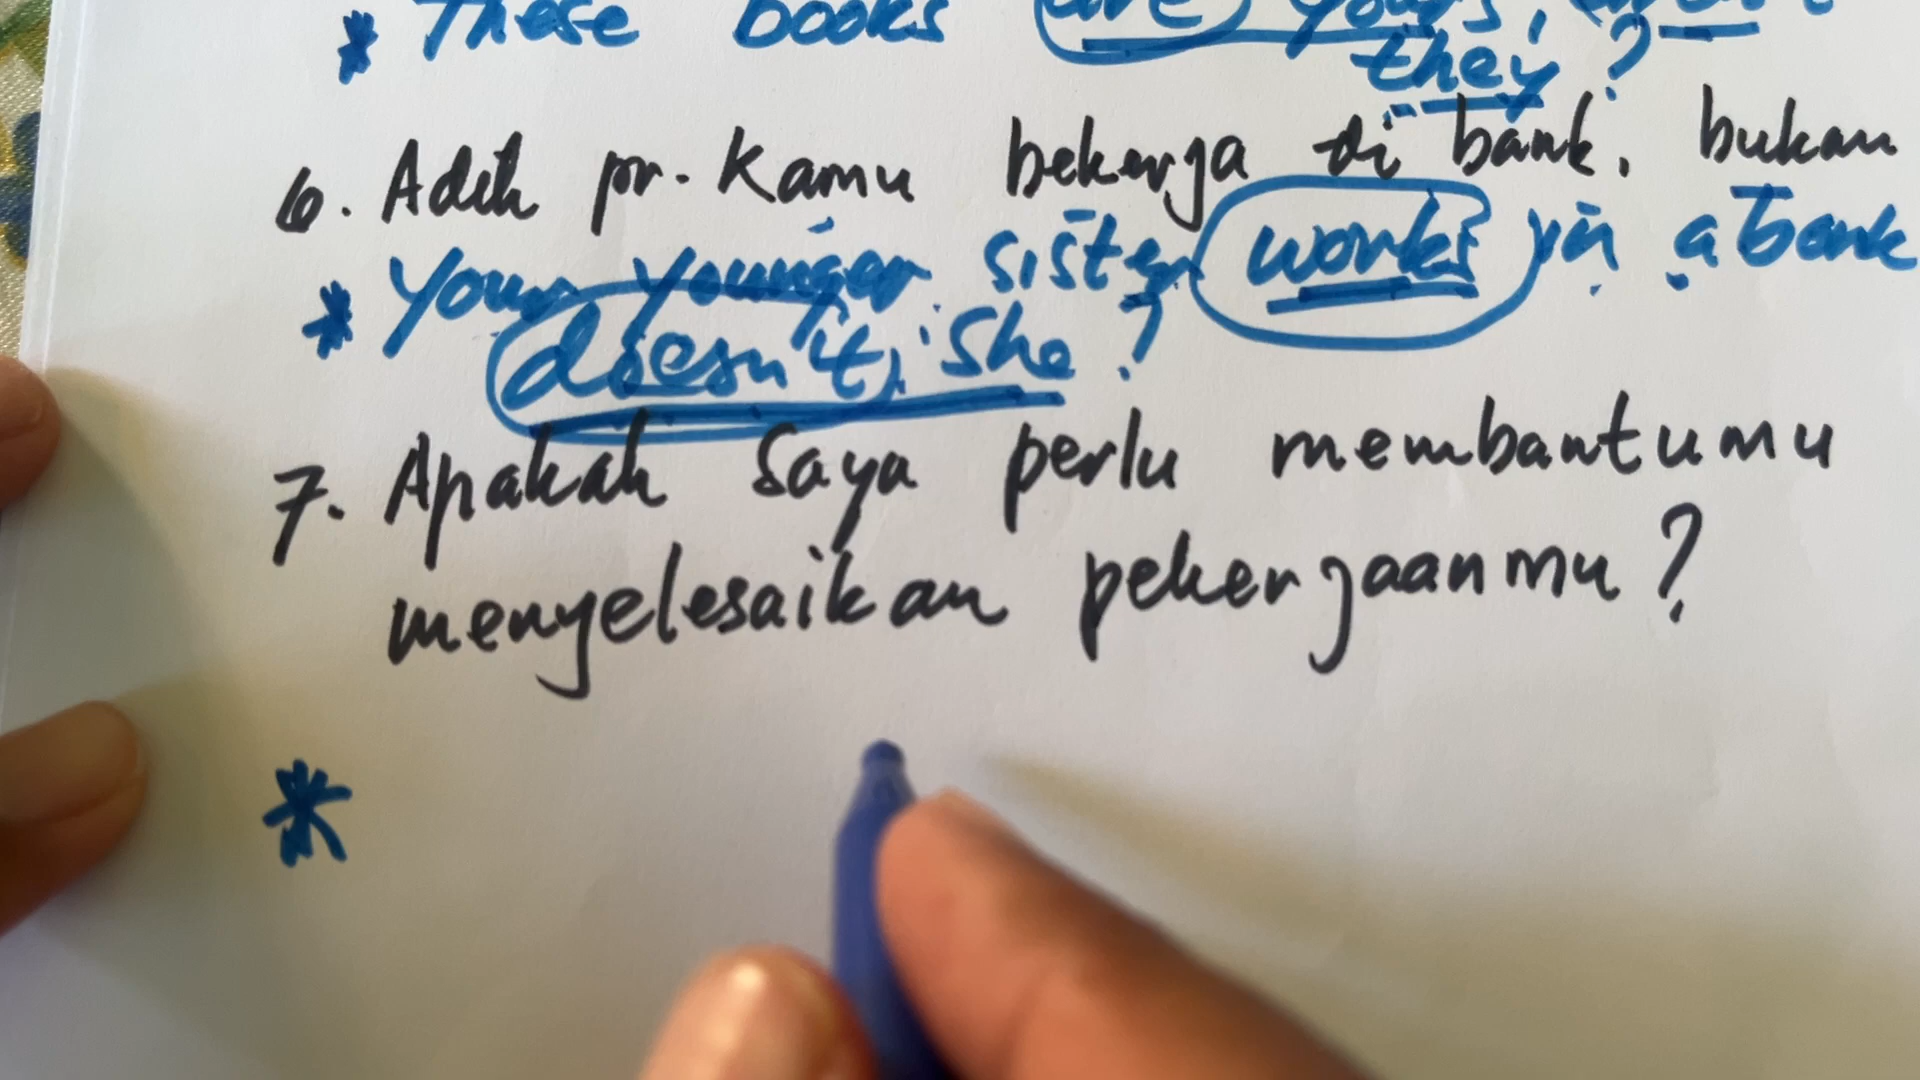 * These books are yours, aren't
they?
6. Adik pr. kamu bekerja di bank, bukan
* Your younger sister works in a bank
doesn't she?
7. Apakah saya perlu membantumu
menyelesaikan pekerjaanmu?
*